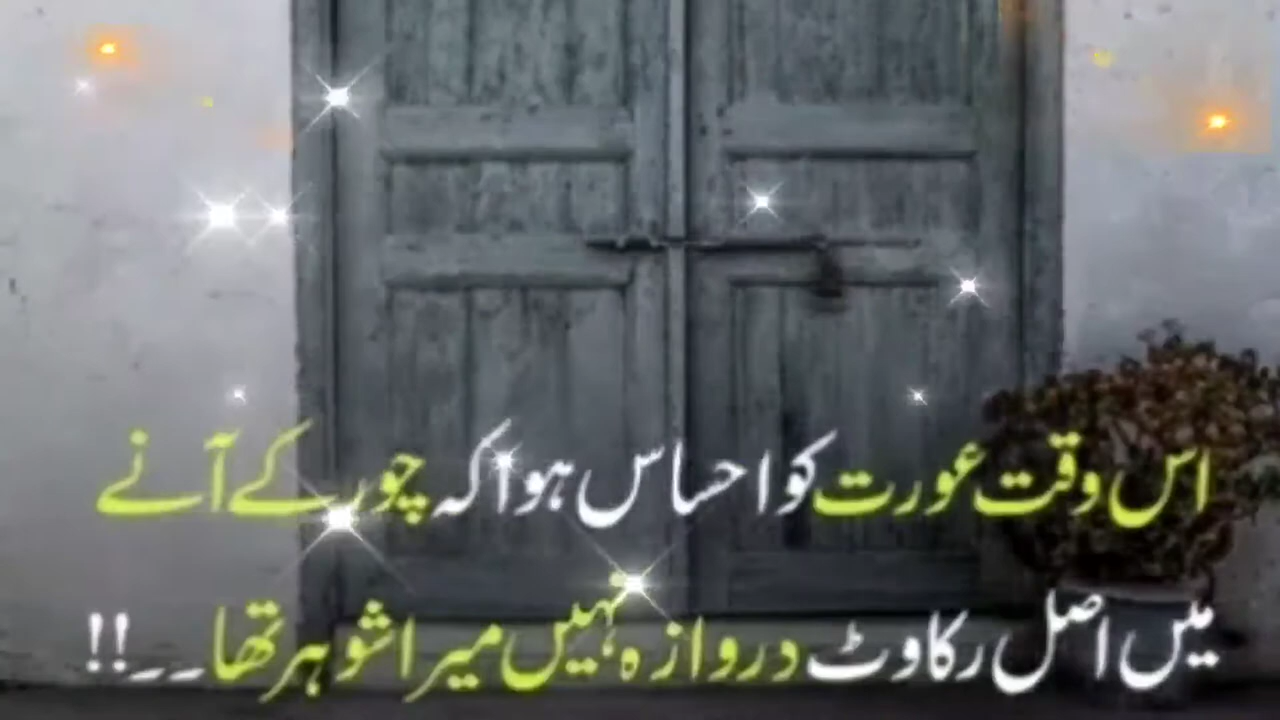 اس وقت عورت کو احساس ہوا کہ چور کے آنے
میں اصل رکاوٹ دروازہ نہیں میرا شوہر تھا۔۔!!